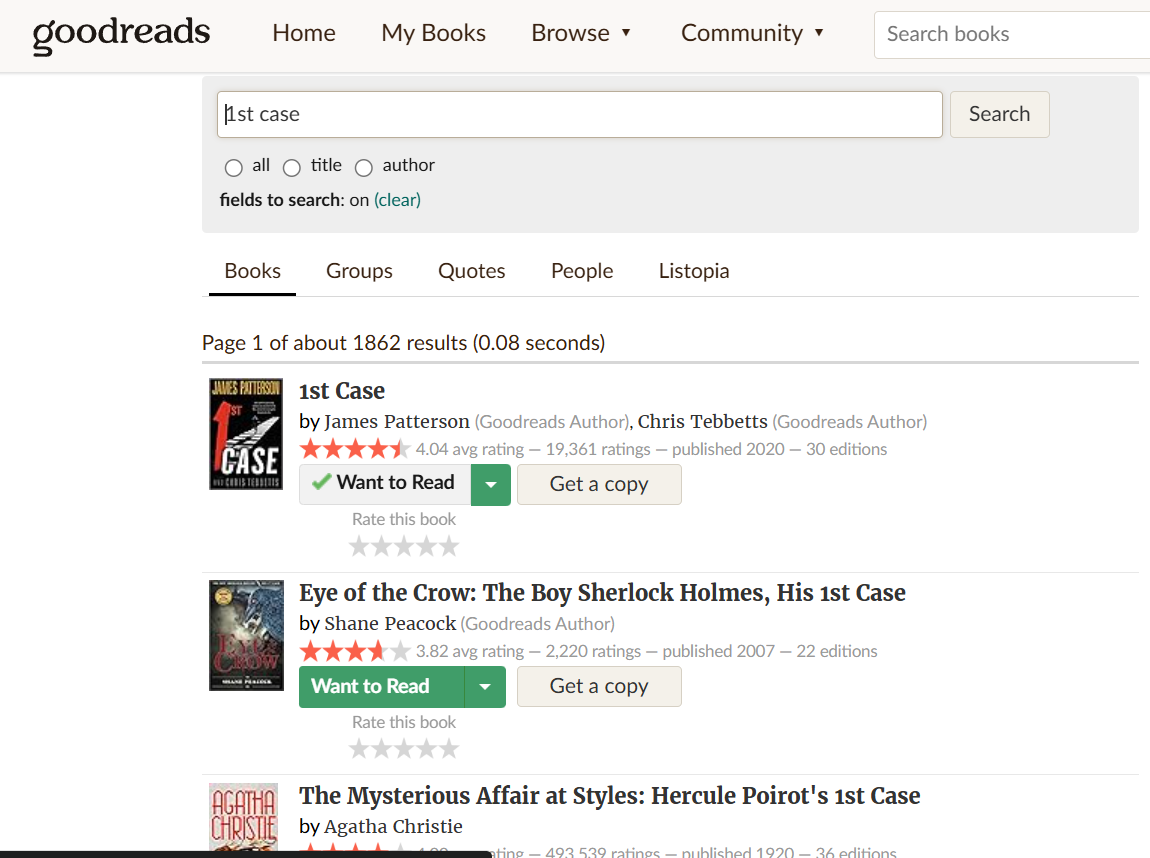 goodreads Home My Books Browse ▼ Community ▼ Search books
1st case Search
all title author
fields to search: on (clear)
Books Groups Quotes People Listopia
Page 1 of about 1862 results (0.08 seconds)
JAMES PATTERSON
1ST
CASE
AND CHRIS TEBBETTS
1st Case
by James Patterson (Goodreads Author), Chris Tebbetts (Goodreads Author)
4.04 avg rating — 19,361 ratings — published 2020 — 30 editions
Want to Read Get a copy
Rate this book
EYE OF THE
CROW
SHANE PEACOCK
Eye of the Crow: The Boy Sherlock Holmes, His 1st Case
by Shane Peacock (Goodreads Author)
3.82 avg rating — 2,220 ratings — published 2007 — 22 editions
Want to Read Get a copy
Rate this book
AGATHA
CHRISTIE
The Mysterious Affair at Styles: Hercule Poirot's 1st Case
by Agatha Christie
rating — 493,539 ratings — published 1920 — 36 editions